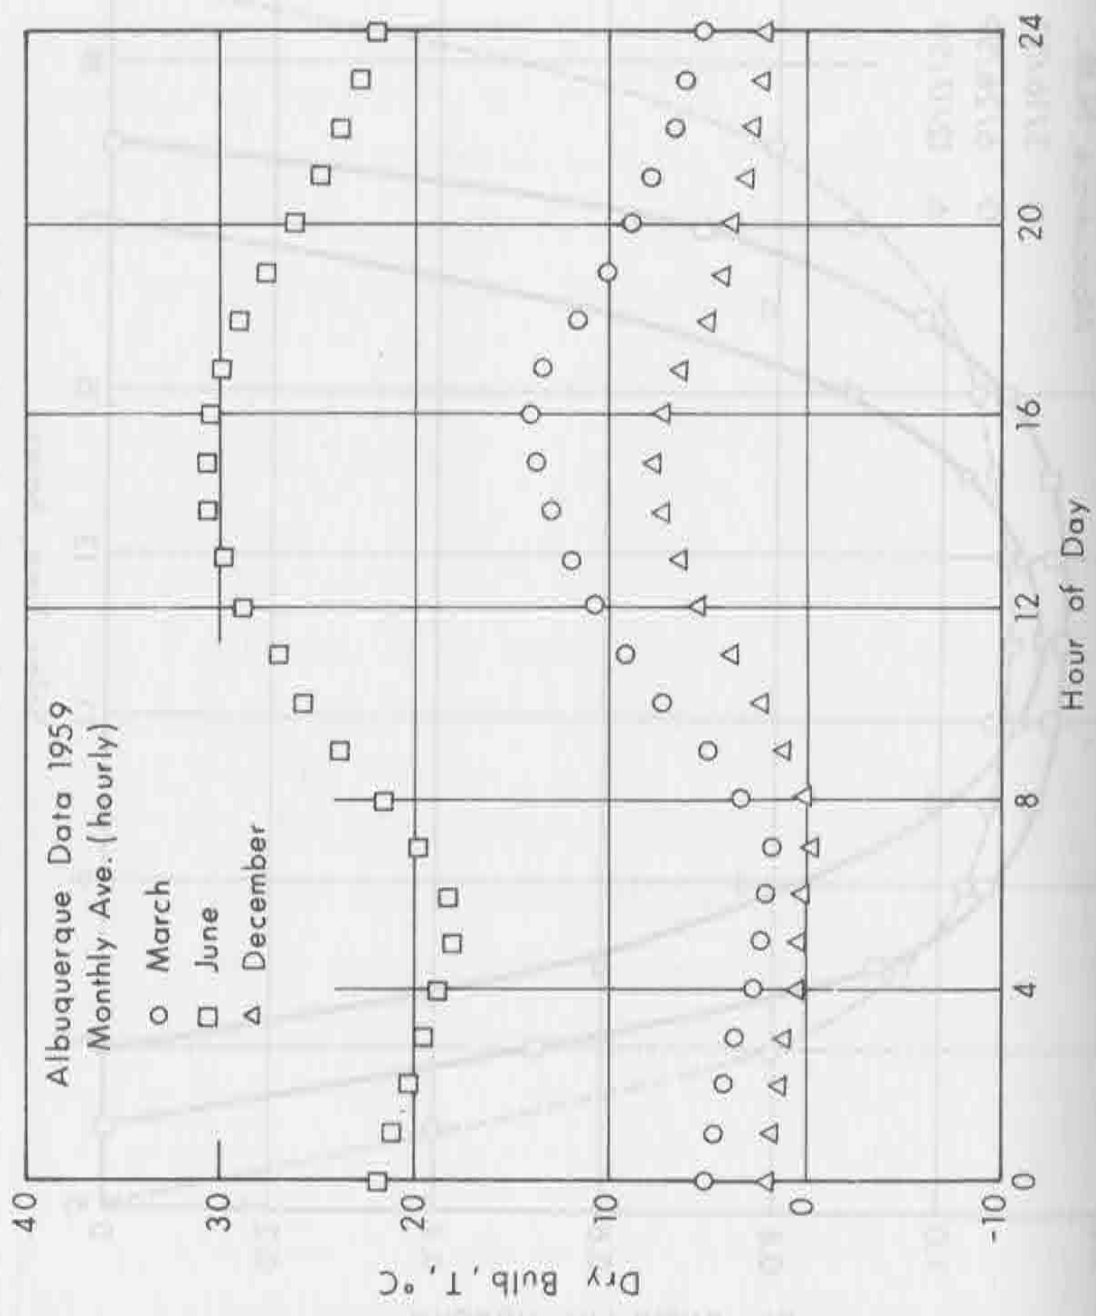 Albuquerque Data 1959
Monthly Ave. (hourly)
○ March
□ June
△ December
40
30
20
10
0
-10
Dry Bulb, T, °C
0
4
8
12
16
20
24
Hour of Day